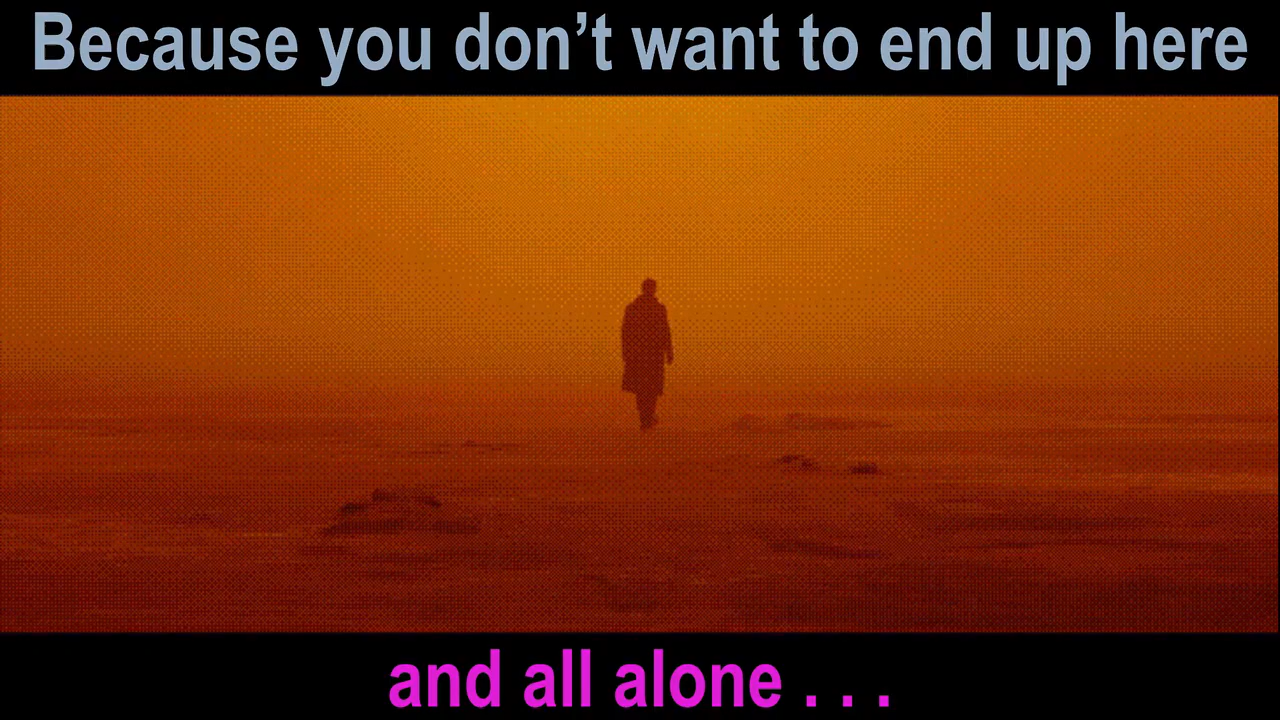 Because you don’t want to end up here
and all alone . . .